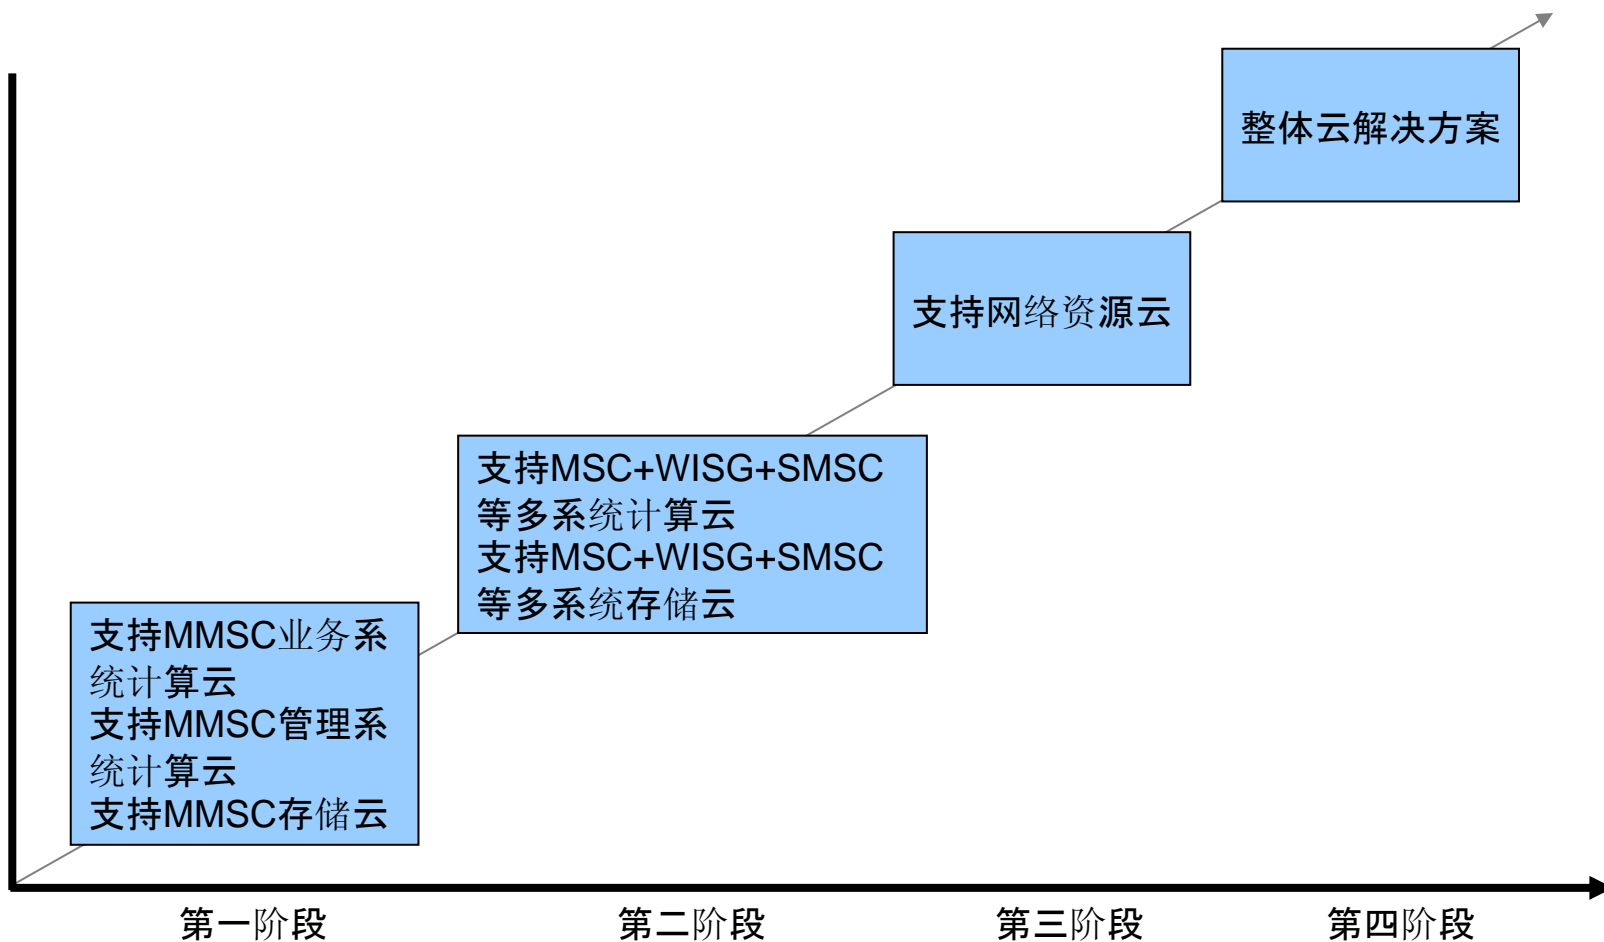 整体云解决方案
支持网络资源云
支持MSC+WISG+SMSC
等多系统计算云
支持MSC+WISG+SMSC
等多系统存储云
支持MMSC业务系
统计算云
支持MMSC管理系
统计算云
支持MMSC存储云
第一阶段
第二阶段
第三阶段
第四阶段